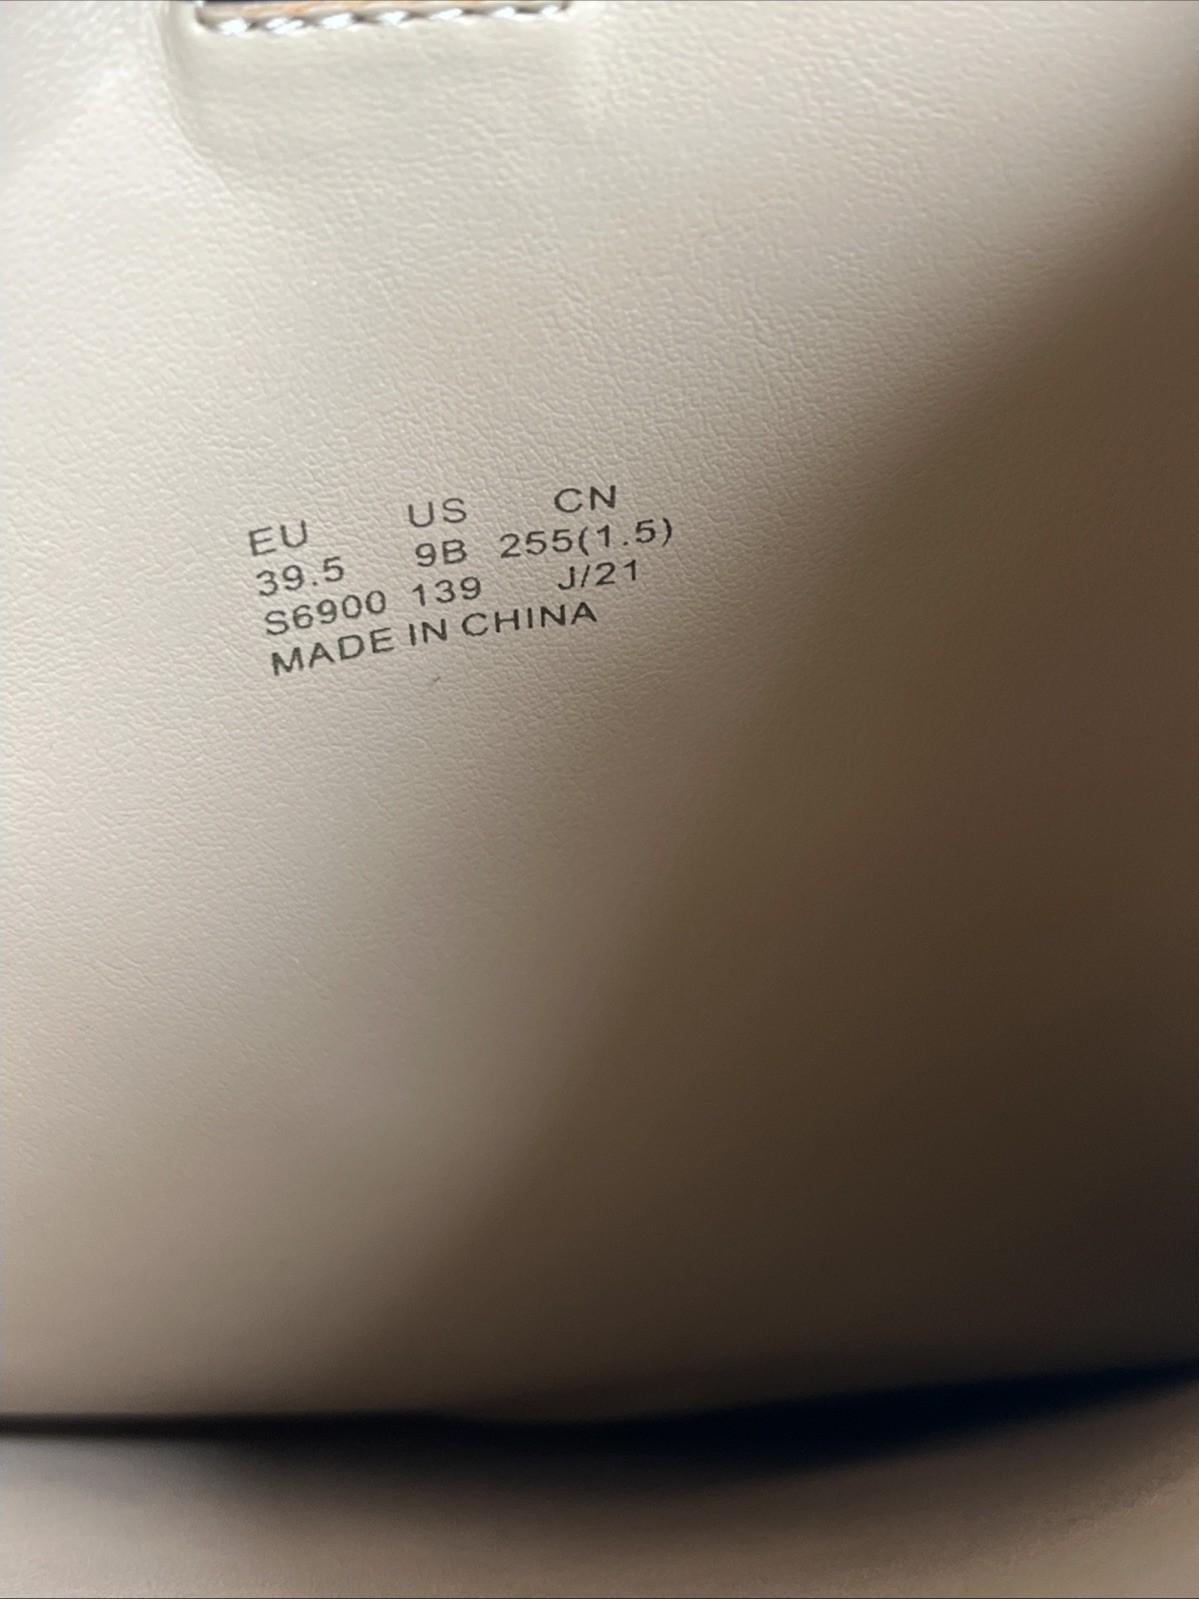 EU US CN
39.5 9B 255(1.5)
S6900 139 J/21
MADE IN CHINA